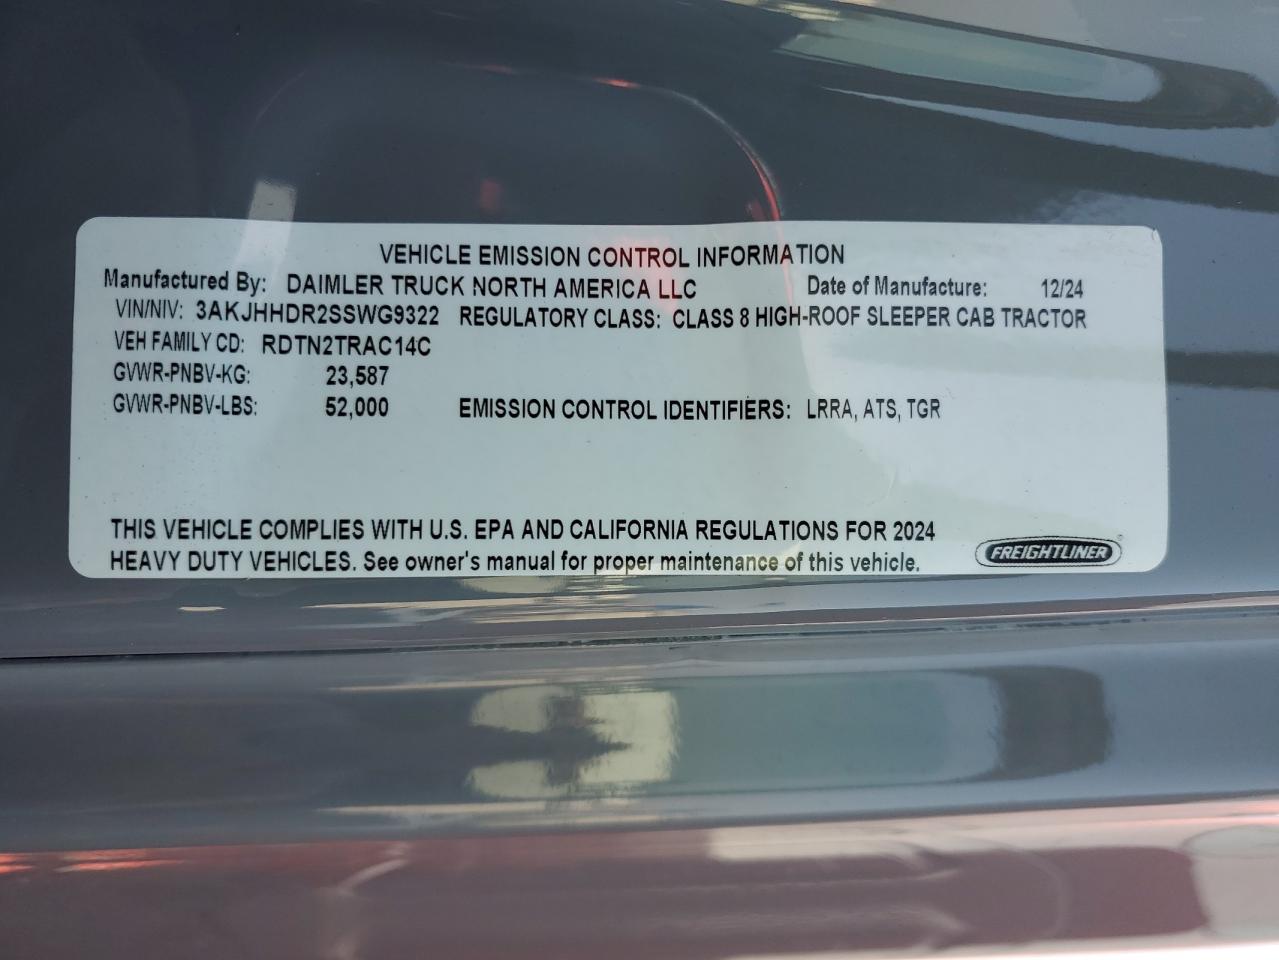 VEHICLE EMISSION CONTROL INFORMATION
Manufactured By: DAIMLER TRUCK NORTH AMERICA LLC Date of Manufacture: 12/24
VIN/NIV: 3AKJHHDR2SSWG9322 REGULATORY CLASS: CLASS 8 HIGH-ROOF SLEEPER CAB TRACTOR
VEH FAMILY CD: RDTN2TRAC14C
GVWR-PNBV-KG: 23,587
GVWR-PNBV-LBS: 52,000 EMISSION CONTROL IDENTIFIERS: LRRA, ATS, TGR
THIS VEHICLE COMPLIES WITH U.S. EPA AND CALIFORNIA REGULATIONS FOR 2024
HEAVY DUTY VEHICLES. See owner's manual for proper maintenance of this vehicle.
FREIGHTLINER